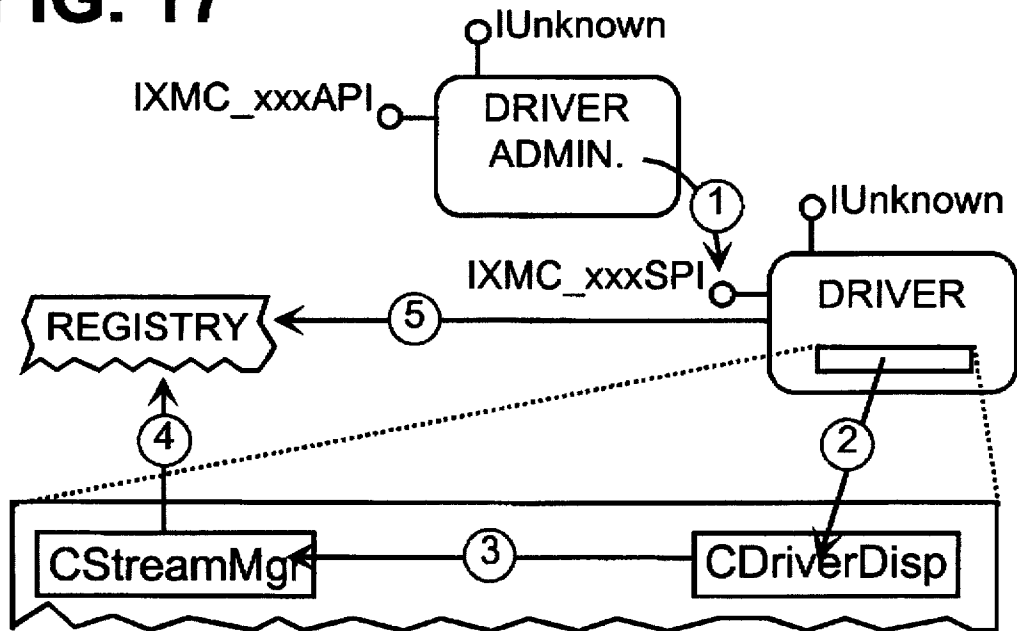 FIG. 17
IUnknown
IXMC_xxxAPI
DRIVER
ADMIN.
1
IUnknown
IXMC_xxxSPI
DRIVER
REGISTRY
5
4
2
CStreamMgr
3
CDriverDisp